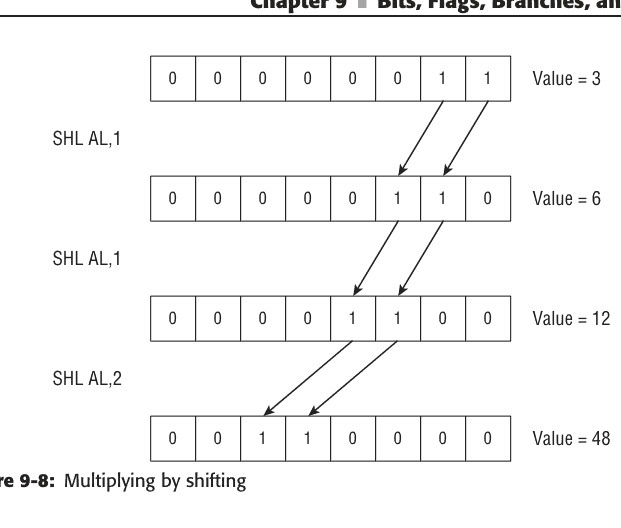 Chapter 9 ■ Bits, Flags, Branches,
0 0 0 0 0 0 1 1 Value = 3
SHL AL,1
0 0 0 0 0 1 1 0 Value = 6
SHL AL,1
0 0 0 0 1 1 0 0 Value = 12
SHL AL,2
0 0 1 1 0 0 0 0 Value = 48
9-8: Multiplying by shifting